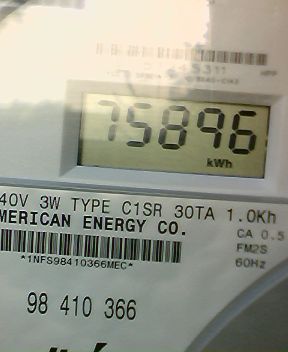 75896
kWh
40V 3W TYPE C1SR 30TA 1.0Kh
MERICAN ENERGY CO.
CA 0.5
*1NFS98410366MEC*
FM2S
60Hz
98 410 366